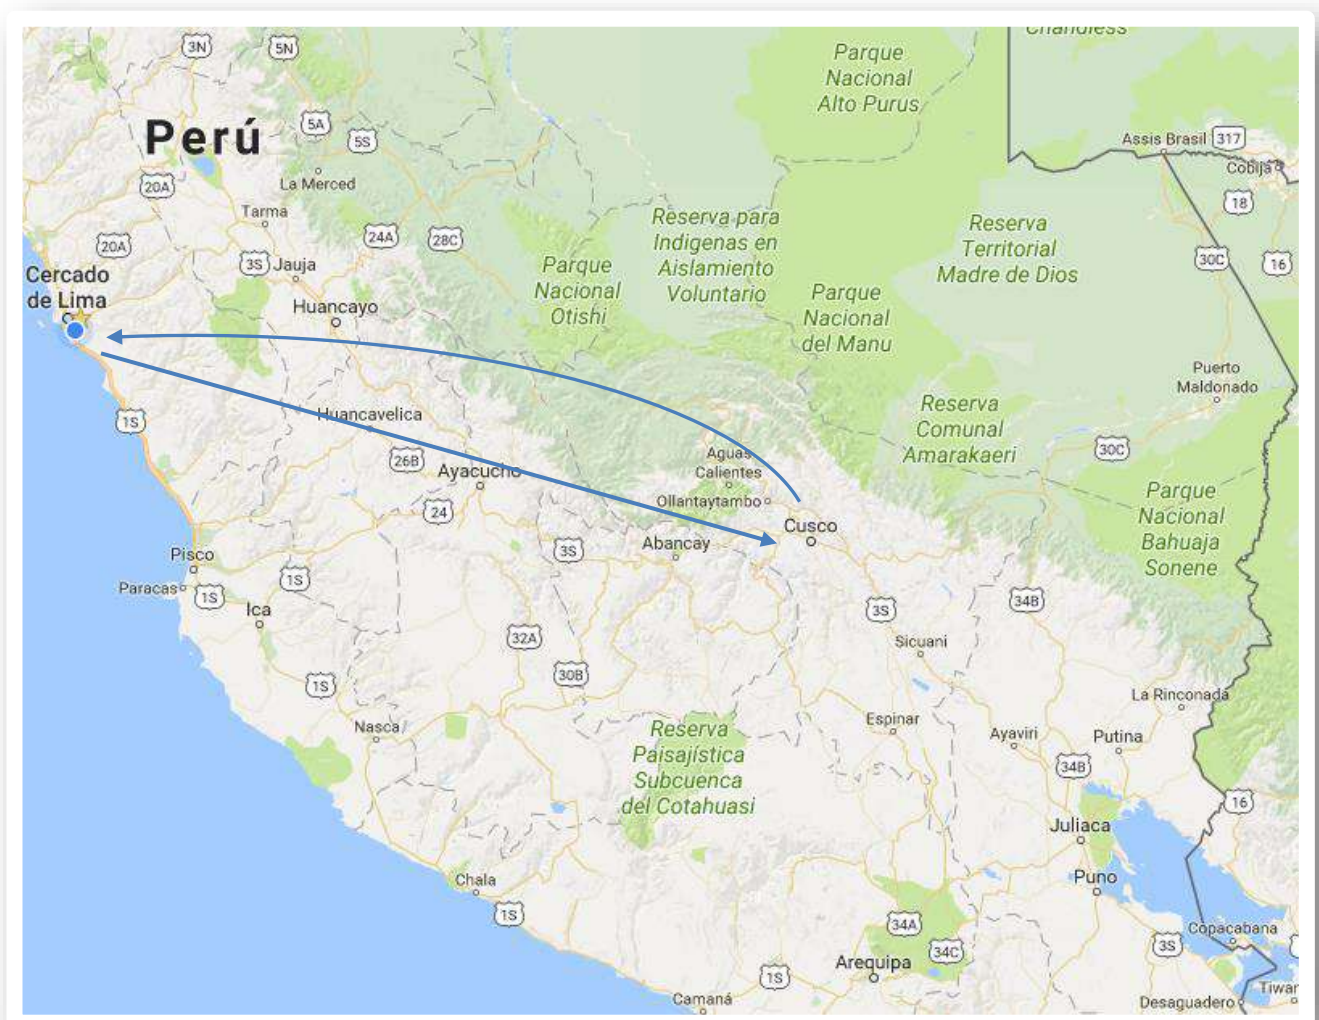 Chandless
3N
5N
Parque
Nacional
Alto Purus
Perú
5A
5S
Assis Brasil
317
Cobija
20A
La Merced
18
Tarma
Reserva para
Indigenas en
Aislamiento
Voluntario
Reserva
Territorial
Madre de Dios
20A
24A
28C
30C
16
3S
Jauja
Parque
Nacional
Otishi
Cercado
de Lima
Huancayo
Parque
Nacional
del Manu
Puerto
Maldonado
1S
Huancavelica
Reserva
Comunal
Amarakaeri
30C
26B
Ayacucho
Aguas
Calientes
Ollantaytambo
Parque
Nacional
Bahuaja
Sonene
24
Cusco
3S
Abancay
Pisco
Paracas
1S
1S
Ica
3S
34B
32A
Sicuani
30B
1S
La Rinconada
Nasca
Reserva
Paisajística
Subcuenca
del Cotahuasi
Espinar
Ayaviri
Putina
34B
16
Juliaca
Chala
Puno
1S
34A
Copacabana
34C
3S
Arequipa
1S
Camaná
Desaguadero
Tiwan